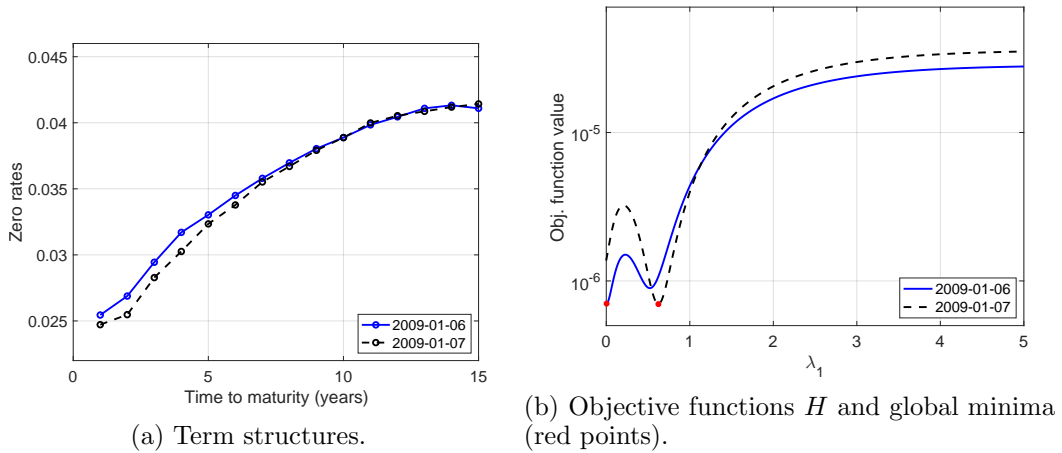 0.045
0.04
0.035
0.03
0.025
Zero rates
0 5 10 15
Time to maturity (years)
2009-01-06
2009-01-07
(a) Term structures.
10^{-5}
10^{-6}
Obj. function value
0 1 2 3 4 5
λ_1
2009-01-06
2009-01-07
(b) Objective functions H and global minima
(red points).